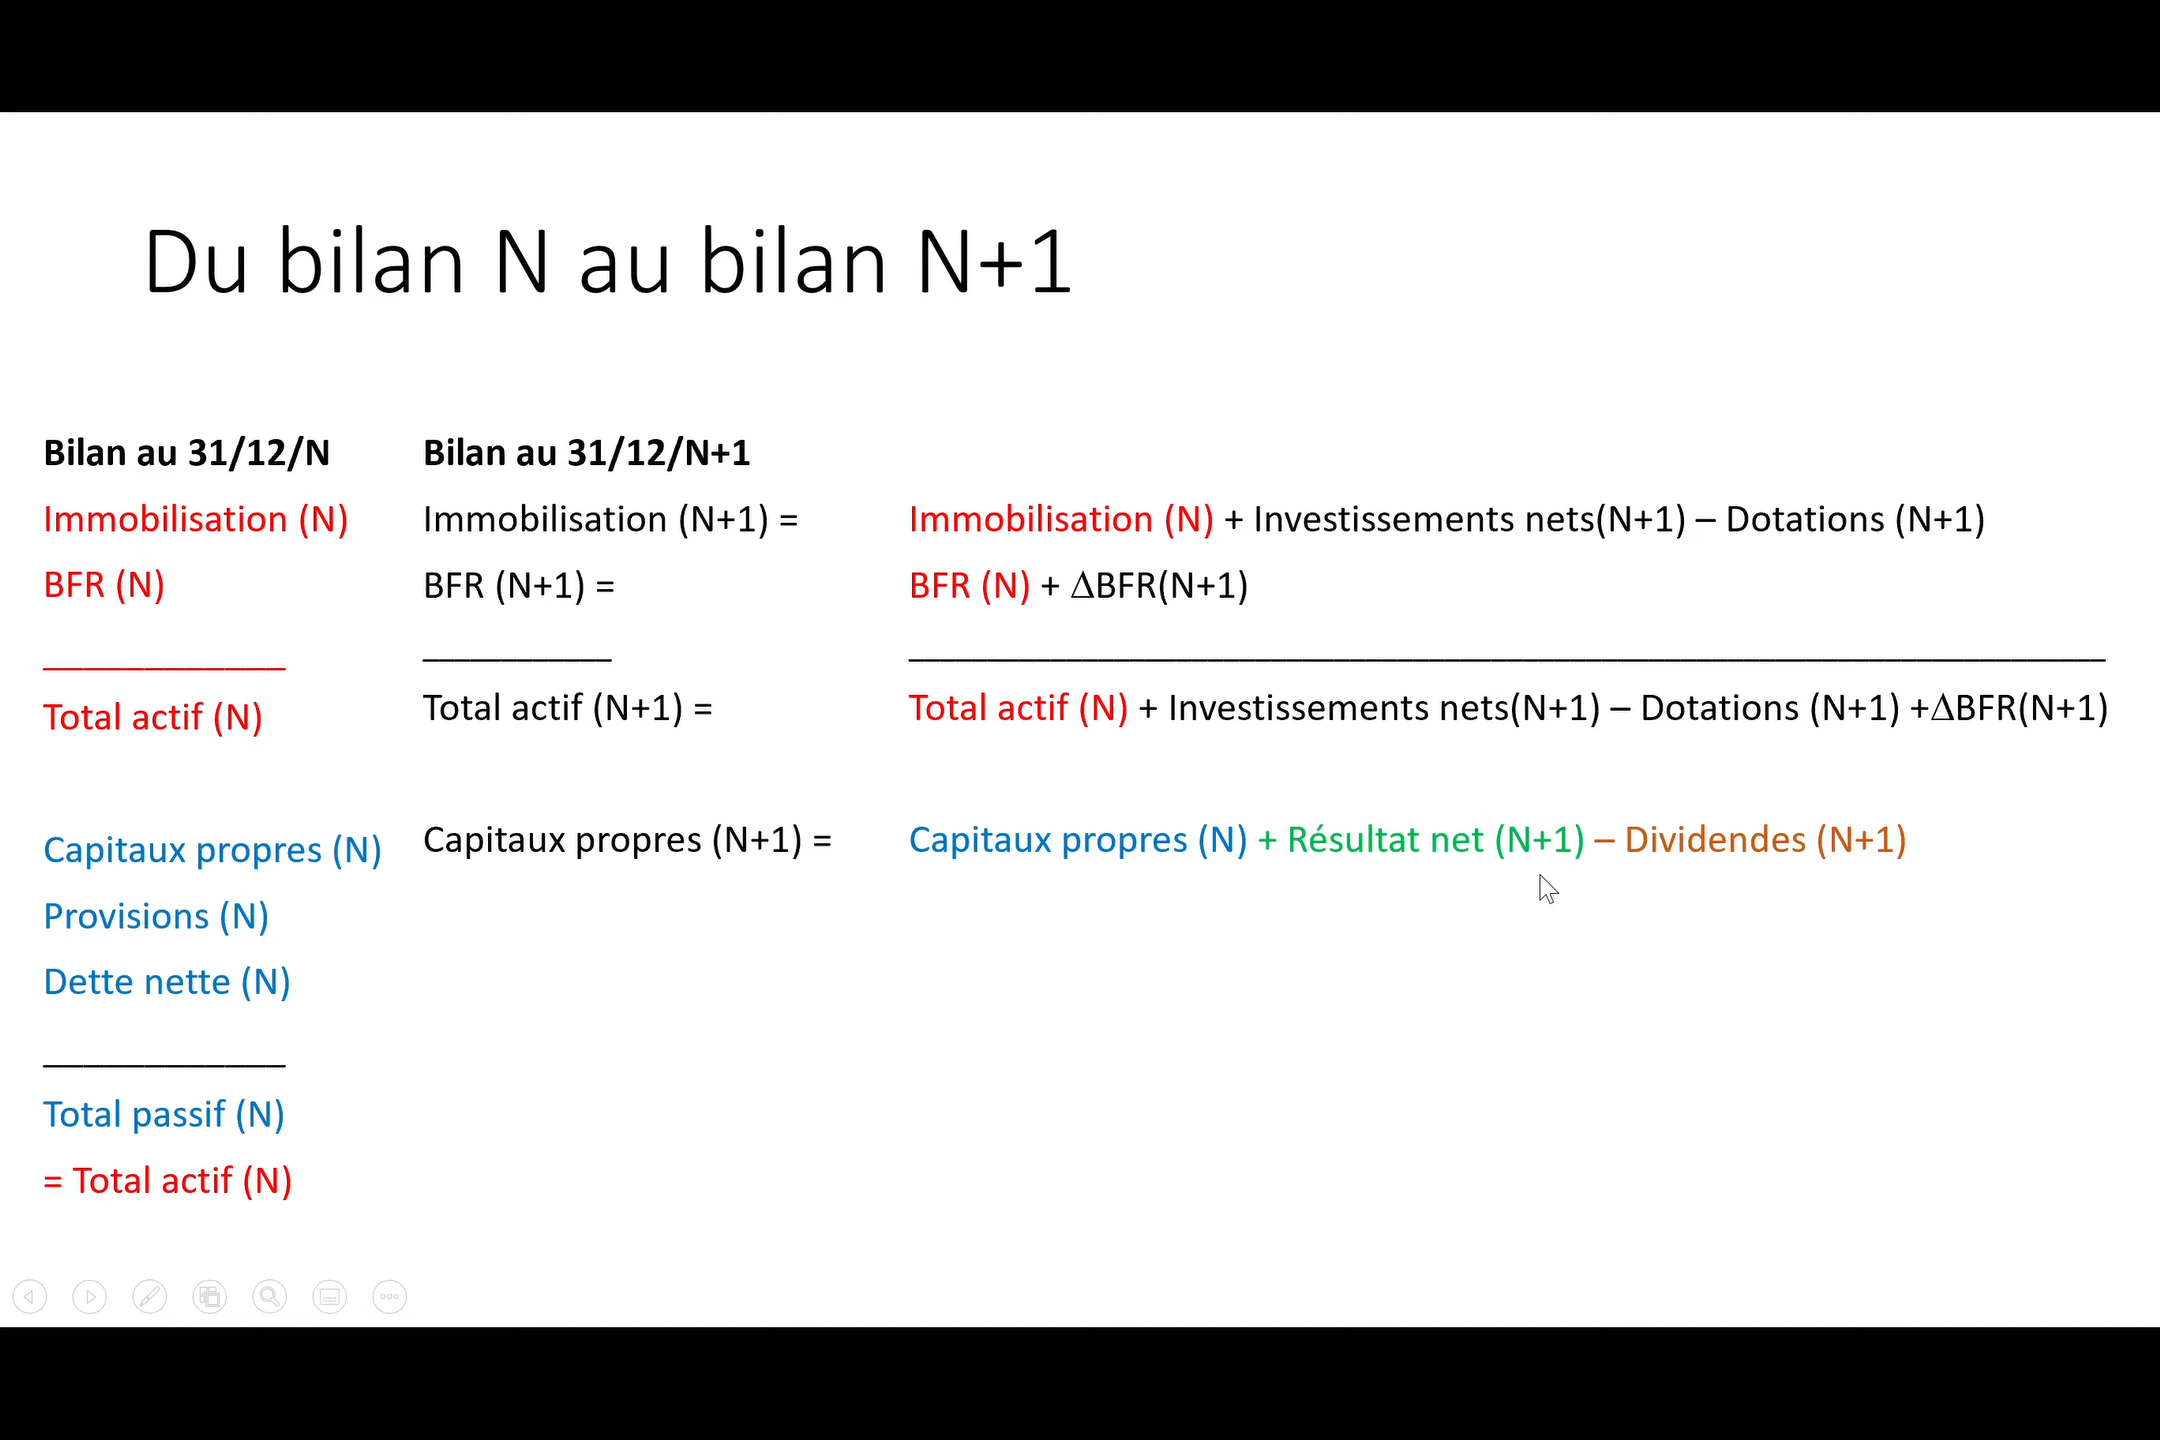 Du bilan N au bilan N+1
Bilan au 31/12/N
Bilan au 31/12/N+1
Immobilisation (N)
Immobilisation (N+1) =
Immobilisation (N) + Investissements nets(N+1) – Dotations (N+1)
BFR (N)
BFR (N+1) =
BFR (N) + ΔBFR(N+1)
Total actif (N)
Total actif (N+1) =
Total actif (N) + Investissements nets(N+1) – Dotations (N+1) +ΔBFR(N+1)
Capitaux propres (N)
Capitaux propres (N+1) =
Capitaux propres (N) + Résultat net (N+1) – Dividendes (N+1)
Provisions (N)
Dette nette (N)
Total passif (N)
= Total actif (N)